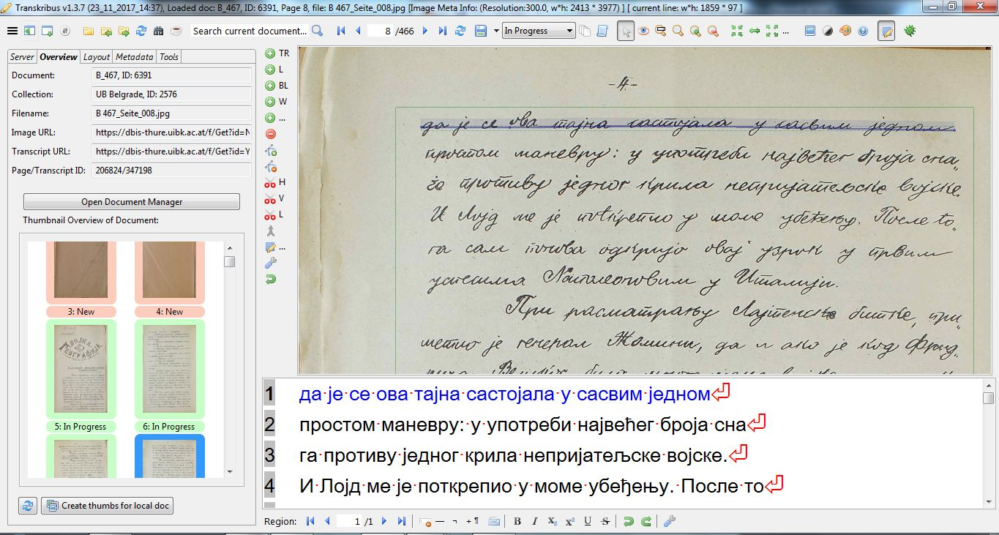 Transkribus v1.3.7 (23_11_2017_14:37), Loaded doc: B_467, ID: 6391, Page 8, file: B 467_Seite_008.jpg [Image Meta Info: (Resolution:300.0, w*h: 2413 * 3977) ] [ current line: w*h: 1859 * 97 ]
Search current document... 8 /466 In Progress ...
Server Overview Layout Metadata Tools
Document: B_467, ID: 6391
Collection: UB Belgrade, ID: 2576
Filename: B 467_Seite_008.jpg
Image URL: https://dbis-thure.uibk.ac.at/f/Get?id=N
Transcript URL: https://dbis-thure.uibk.ac.at/f/Get?id=Y
Page/Transcript ID: 206824/347198
Open Document Manager
Thumbnail Overview of Document:
3: New 4: New
ВОЈНА
ГЕОГРАФИЈА
5: In Progress 6: In Progress
Create thumbs for local doc
TR
L
BL
W
...
H
V
L
...
-4-
да је се ова тајна састојала у сасвим једном
простом маневру: у употреби највећег броја сна,
га противу једног крила непријатељске војске.
И Лојд ме је поткрепио у моме убеђењу. После то,
га сам поново одкријо овај узрок у првим
успесима Наполеоновим у Италији.
При расматрању Лајтенске битке, при,
метио је генерал Жомини, да и ако је код Фрид,
1 да је се ова тајна састојала у сасвим једном
2 простом маневру: у употреби највећег броја сна
3 га противу једног крила непријатељске војске.
4 И Лојд ме је поткрепио у моме убеђењу. После то
Region: 1 /1 — ¬ +¶ B I X₂ X² U S